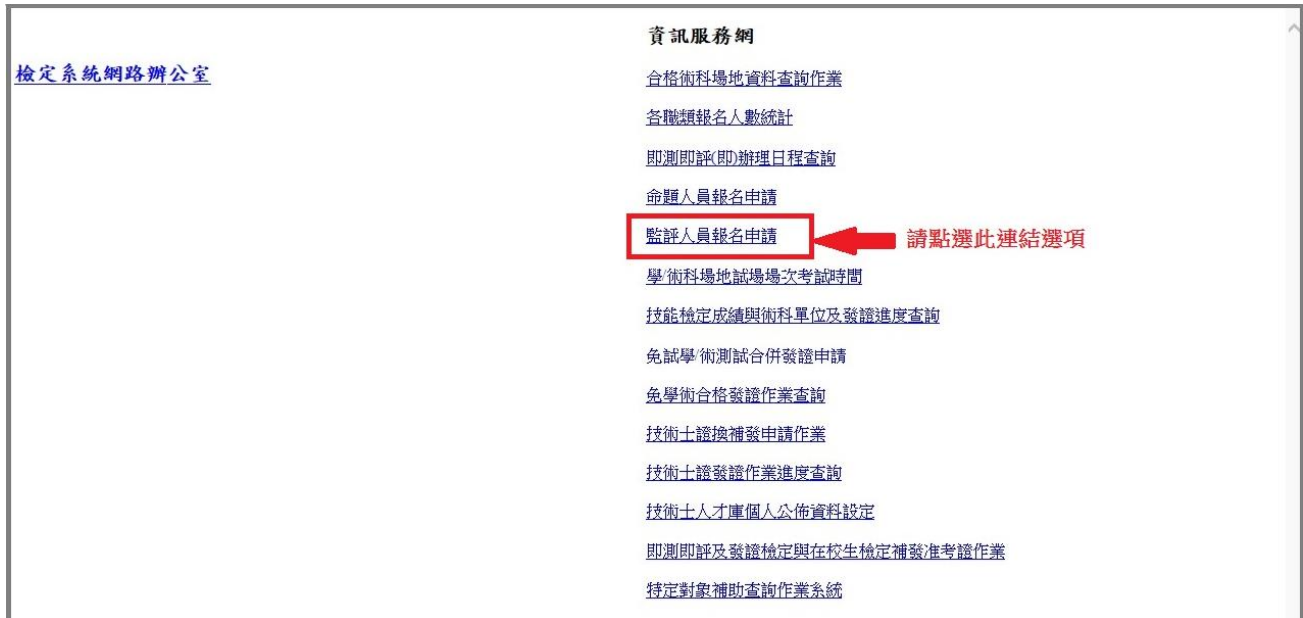 資訊服務網
檢定系統網路辦公室
合格術科場地資料查詢作業
各職類報名人數統計
即測即評(即)辦理日程查詢
命題人員報名申請
監評人員報名申請 請點選此連結選項
學/術科場地試場場次考試時間
技能檢定成績與術科單位及發證進度查詢
免試學/術測試合併發證申請
免學術合格發證作業查詢
技術士證換補發申請作業
技術士證發證作業進度查詢
技術士人才庫個人公佈資料設定
即測即評及發證檢定與在校生檢定補發准考證作業
特定對象補助查詢作業系統